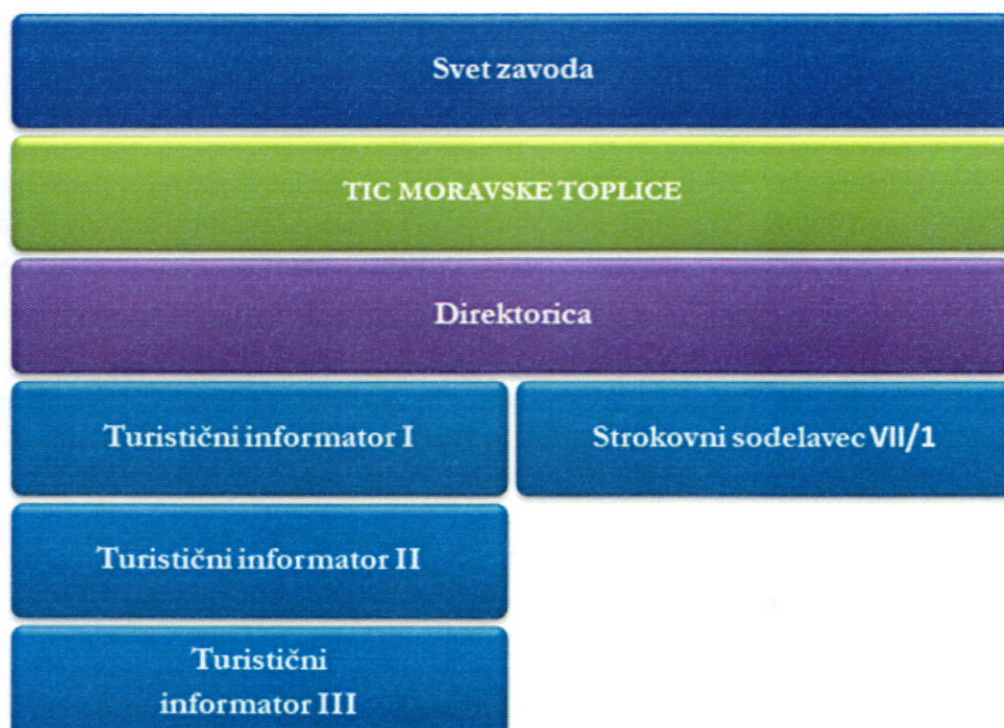 Svet zavoda
TIC MORAVSKE TOPLICE
Direktorica
Turistični informator I
Strokovni sodelavec VII/1
Turistični informator II
Turistični
informator III